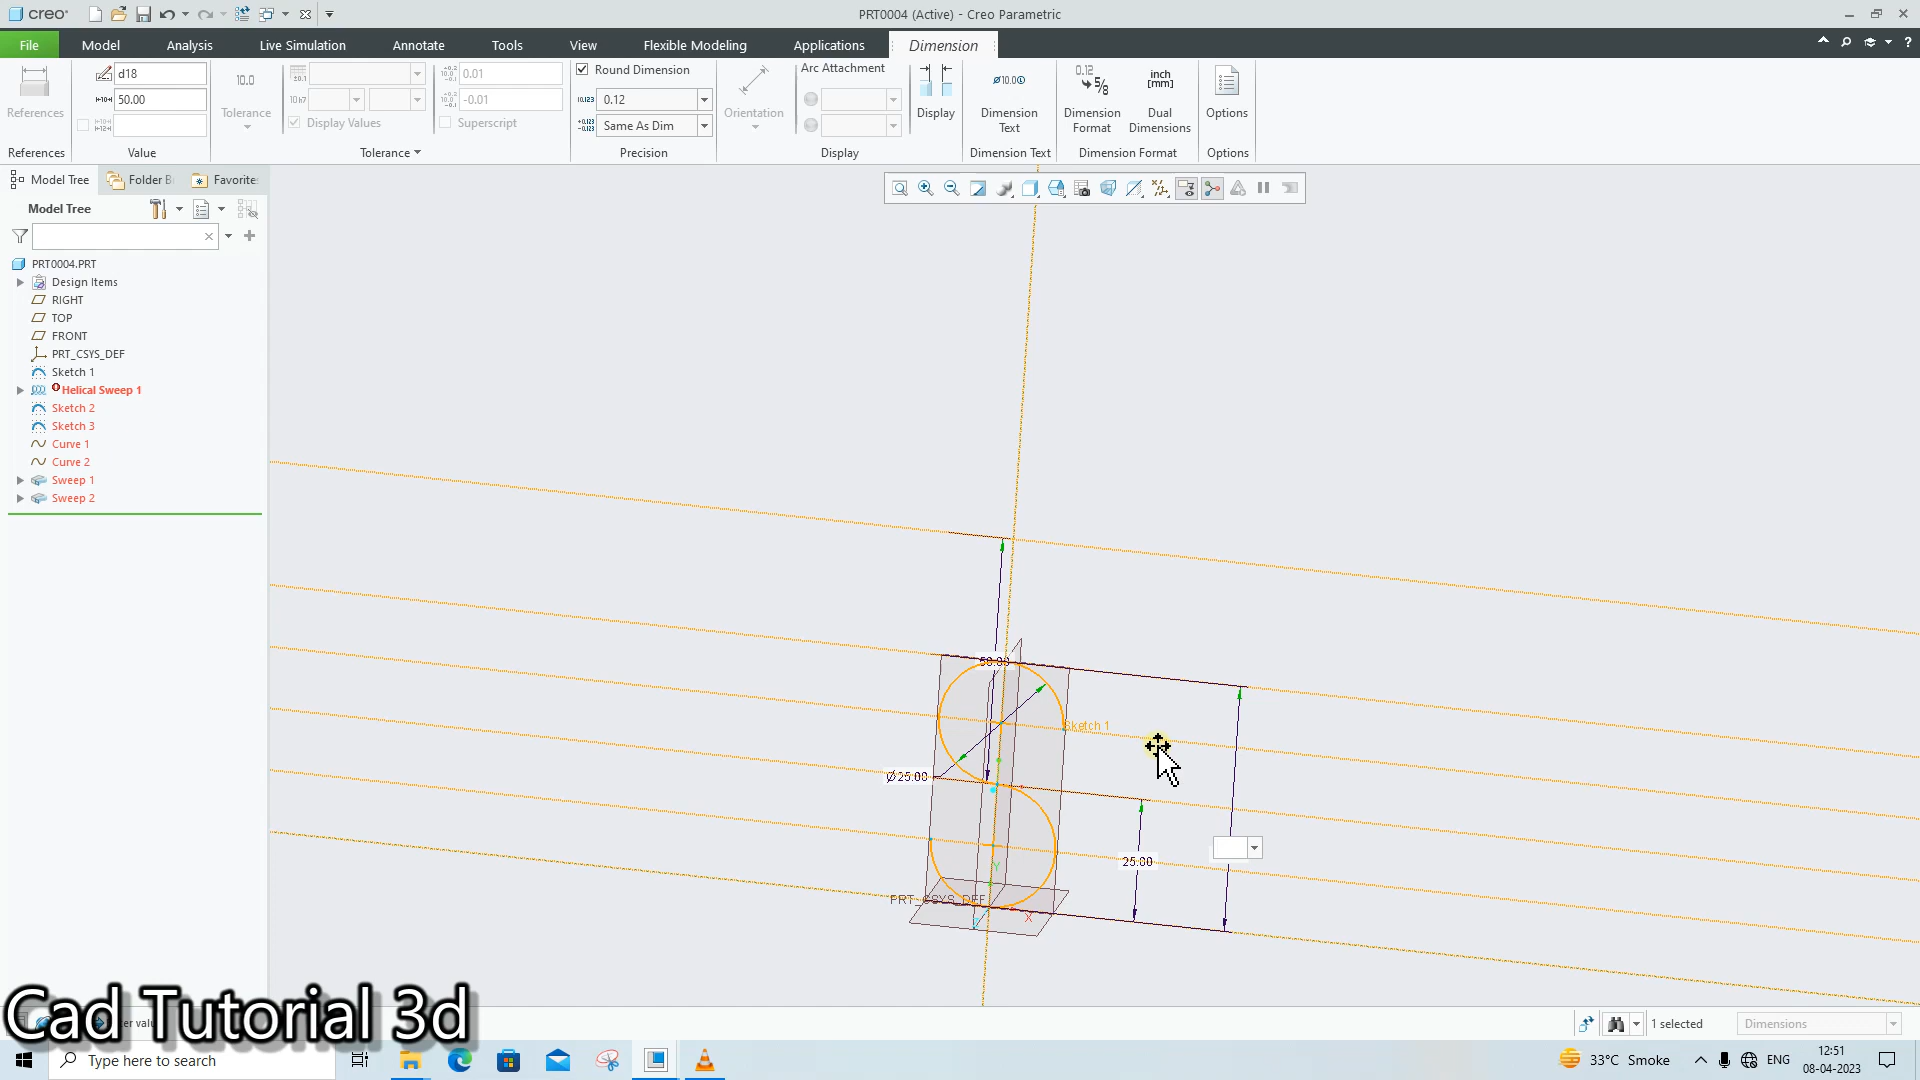 creo
PRT0004 (Active) - Creo Parametric
File Model Analysis Live Simulation Annotate Tools View Flexible Modeling Applications Dimension
References
d18
50.00
Value
Tolerance
Display Values
0.01
-0.01
Superscript
Tolerance
Round Dimension
0.12
Same As Dim
Precision
Orientation
Arc Attachment
Display
Display
Dimension Text
Dimension Text
Dimension Format
inch [mm]
Dual Dimensions
Dimension Format
Options
Options
References
Model Tree
Folder B
Favorite
Model Tree
PRT0004.PRT
Design Items
RIGHT
TOP
FRONT
PRT_CSYS_DEF
Sketch 1
Helical Sweep 1
Sketch 2
Sketch 3
Curve 1
Curve 2
Sweep 1
Sweep 2
50.00
Sketch 1
Ø25.00
25.00
Y
PRT_CSYS_DEF
X
Cad Tutorial 3d
1 selected
Dimensions
Type here to search
33°C Smoke
ENG
12:51
08-04-2023